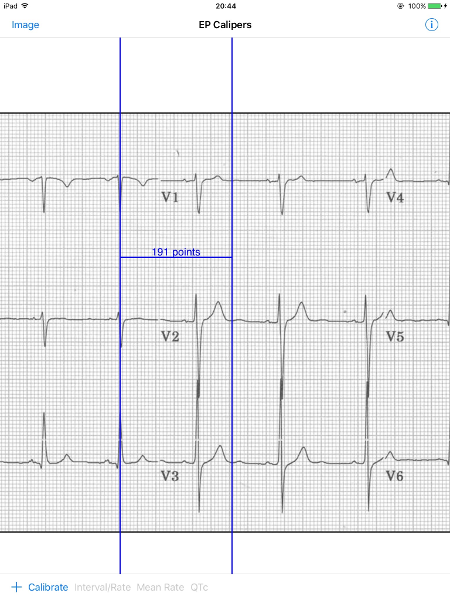 iPad 20:44 100%
Image EP Calipers
V1 V4
191 points
V2 V5
V3 V6
+ Calibrate Interval/Rate Mean Rate QTc